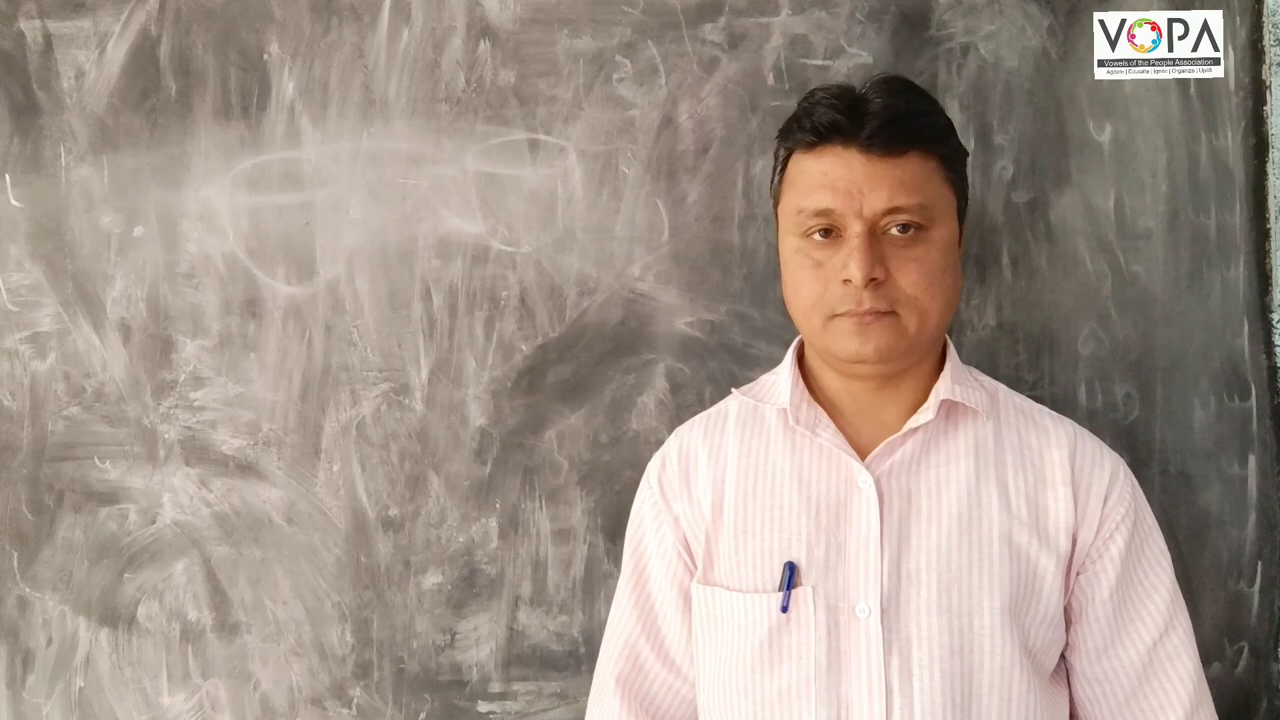 VOPA
Vowels of the People Association
Agitate | Educate | Ignite | Organize | Uplift